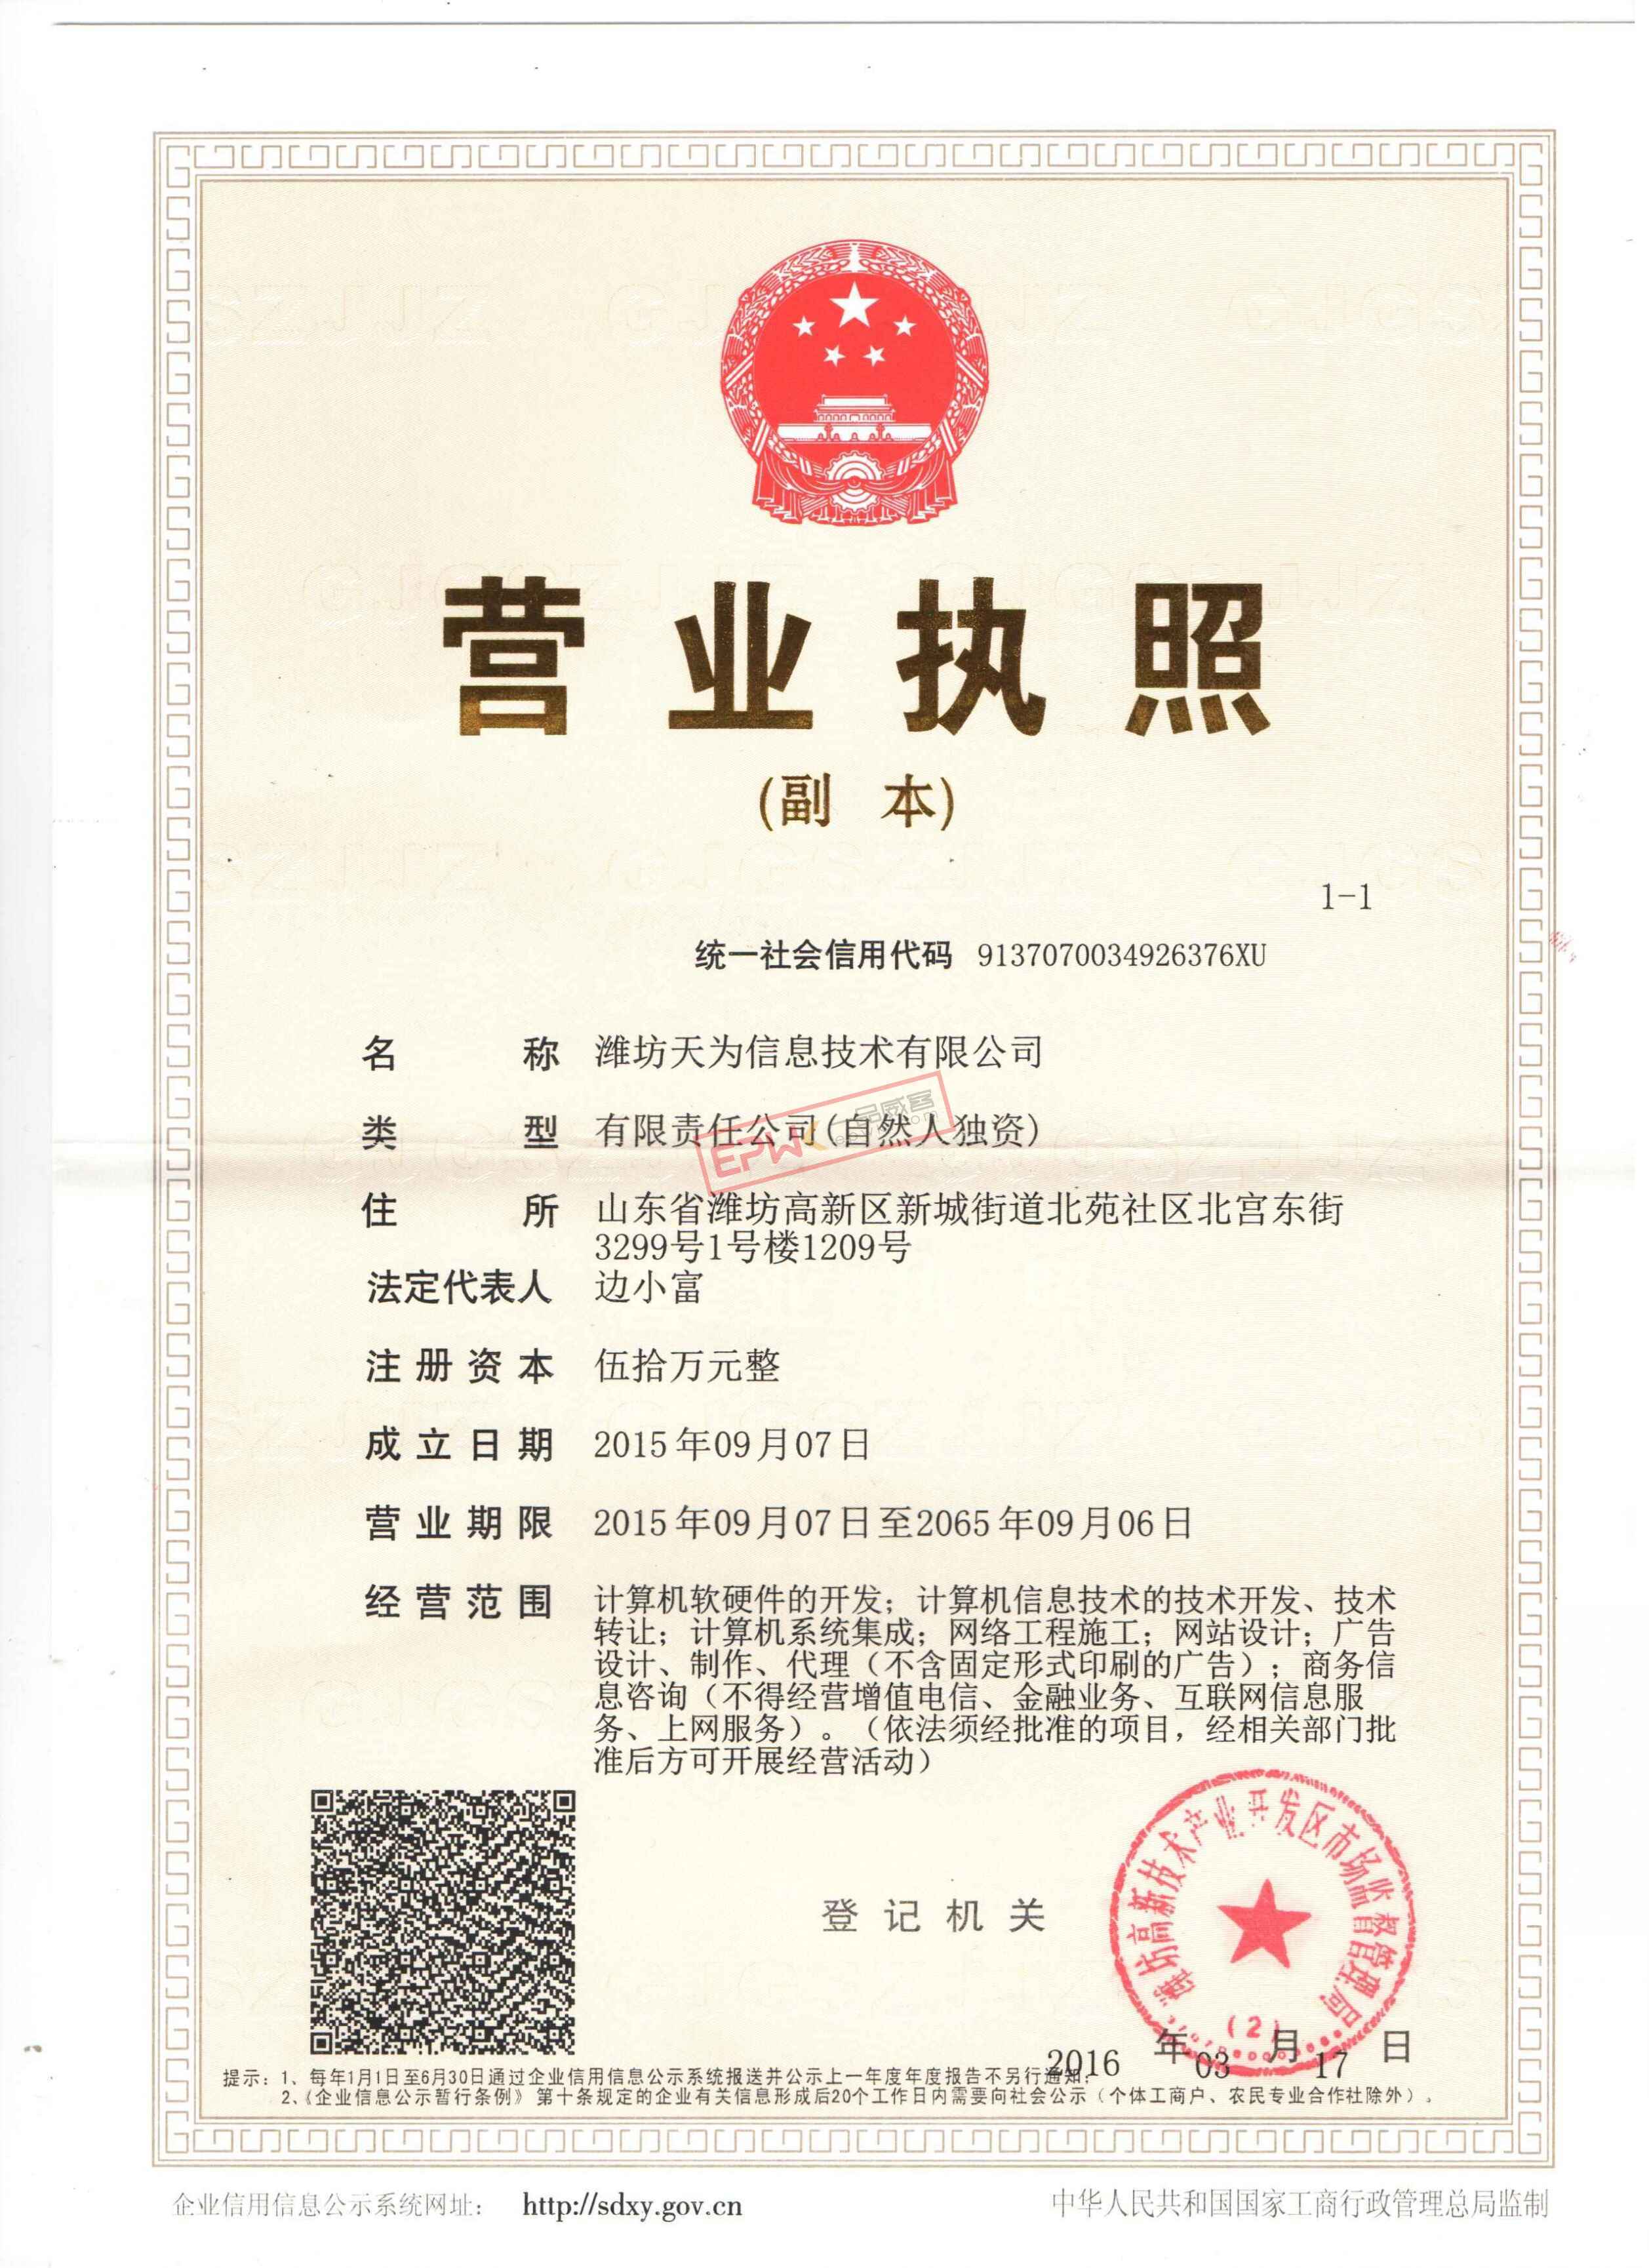 营业执照
(副 本)
1-1
统一社会信用代码 9137070034926376XU
名 称 潍坊天为信息技术有限公司
类 型 有限责任公司(自然人独资)
EPWK 品威客
住 所 山东省潍坊高新区新城街道北苑社区北宫东街
3299号1号楼1209号
法定代表人 边小富
注册资本 伍拾万元整
成立日期 2015年09月07日
营业期限 2015年09月07日至2065年09月06日
经营范围 计算机软硬件的开发；计算机信息技术的技术开发、技术
转让；计算机系统集成；网络工程施工；网站设计；广告
设计、制作、代理（不含固定形式印刷的广告）；商务信
息咨询（不得经营增值电信、金融业务、互联网信息服
务、上网服务）。（依法须经批准的项目，经相关部门批
准后方可开展经营活动）
潍坊高新技术产业开发区市场监督管理局
(2)
登记机关
2016年03月17日
提示：1、每年1月1日至6月30日通过企业信用信息公示系统报送并公示上一年度年度报告不另行通知；
2、《企业信息公示暂行条例》第十条规定的企业有关信息形成后20个工作日内需要向社会公示（个体工商户、农民专业合作社除外）。
企业信用信息公示系统网址： http://sdxy.gov.cn
中华人民共和国国家工商行政管理总局监制